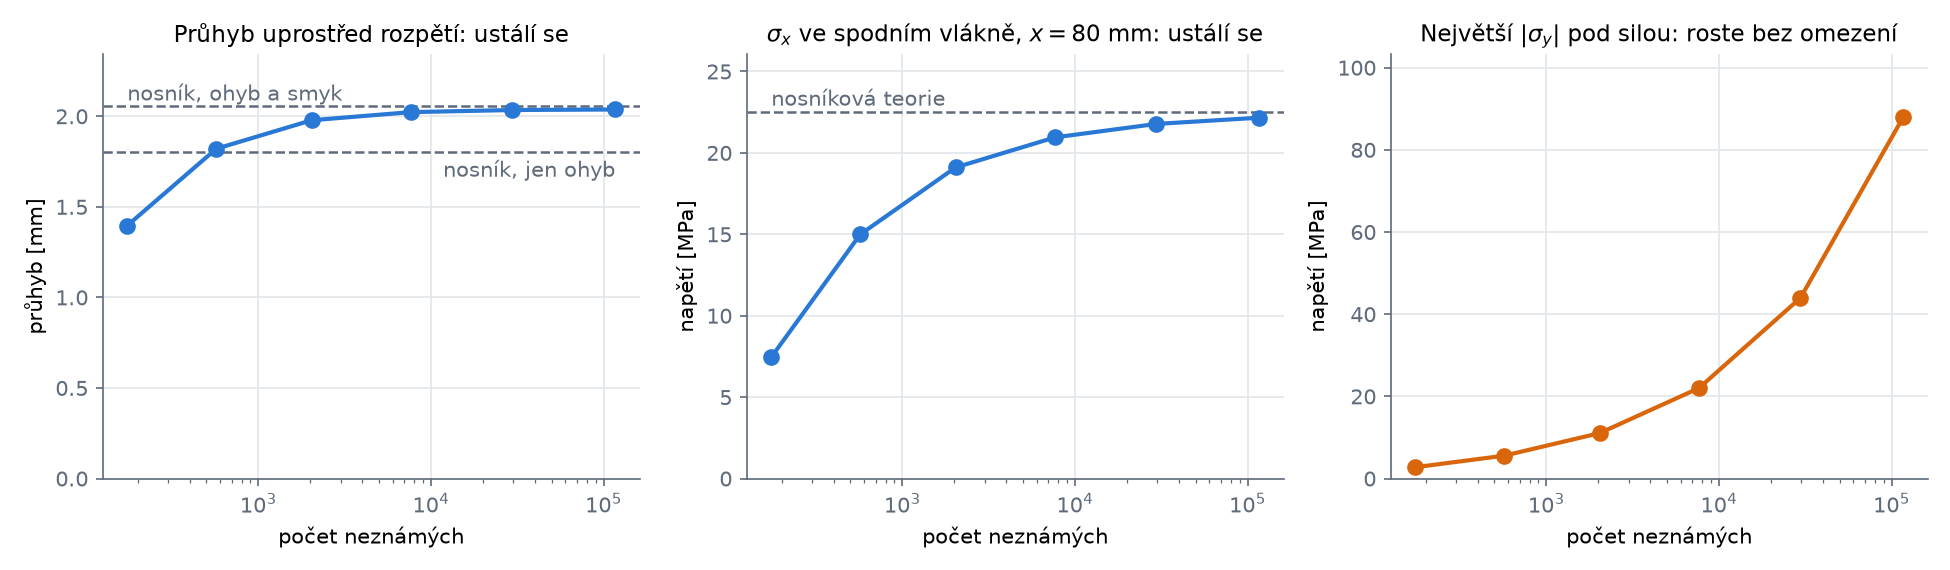 Průhyb uprostřed rozpětí: ustálí se
nosník, ohyb a smyk
nosník, jen ohyb
průhyb [mm]
2.0
1.5
1.0
0.5
0.0
10³
10⁴
10⁵
počet neznámých
σₓ ve spodním vlákně, x = 80 mm: ustálí se
nosníková teorie
napětí [MPa]
25
20
15
10
5
0
10³
10⁴
10⁵
počet neznámých
Největší |σy| pod silou: roste bez omezení
napětí [MPa]
100
80
60
40
20
0
10³
10⁴
10⁵
počet neznámých